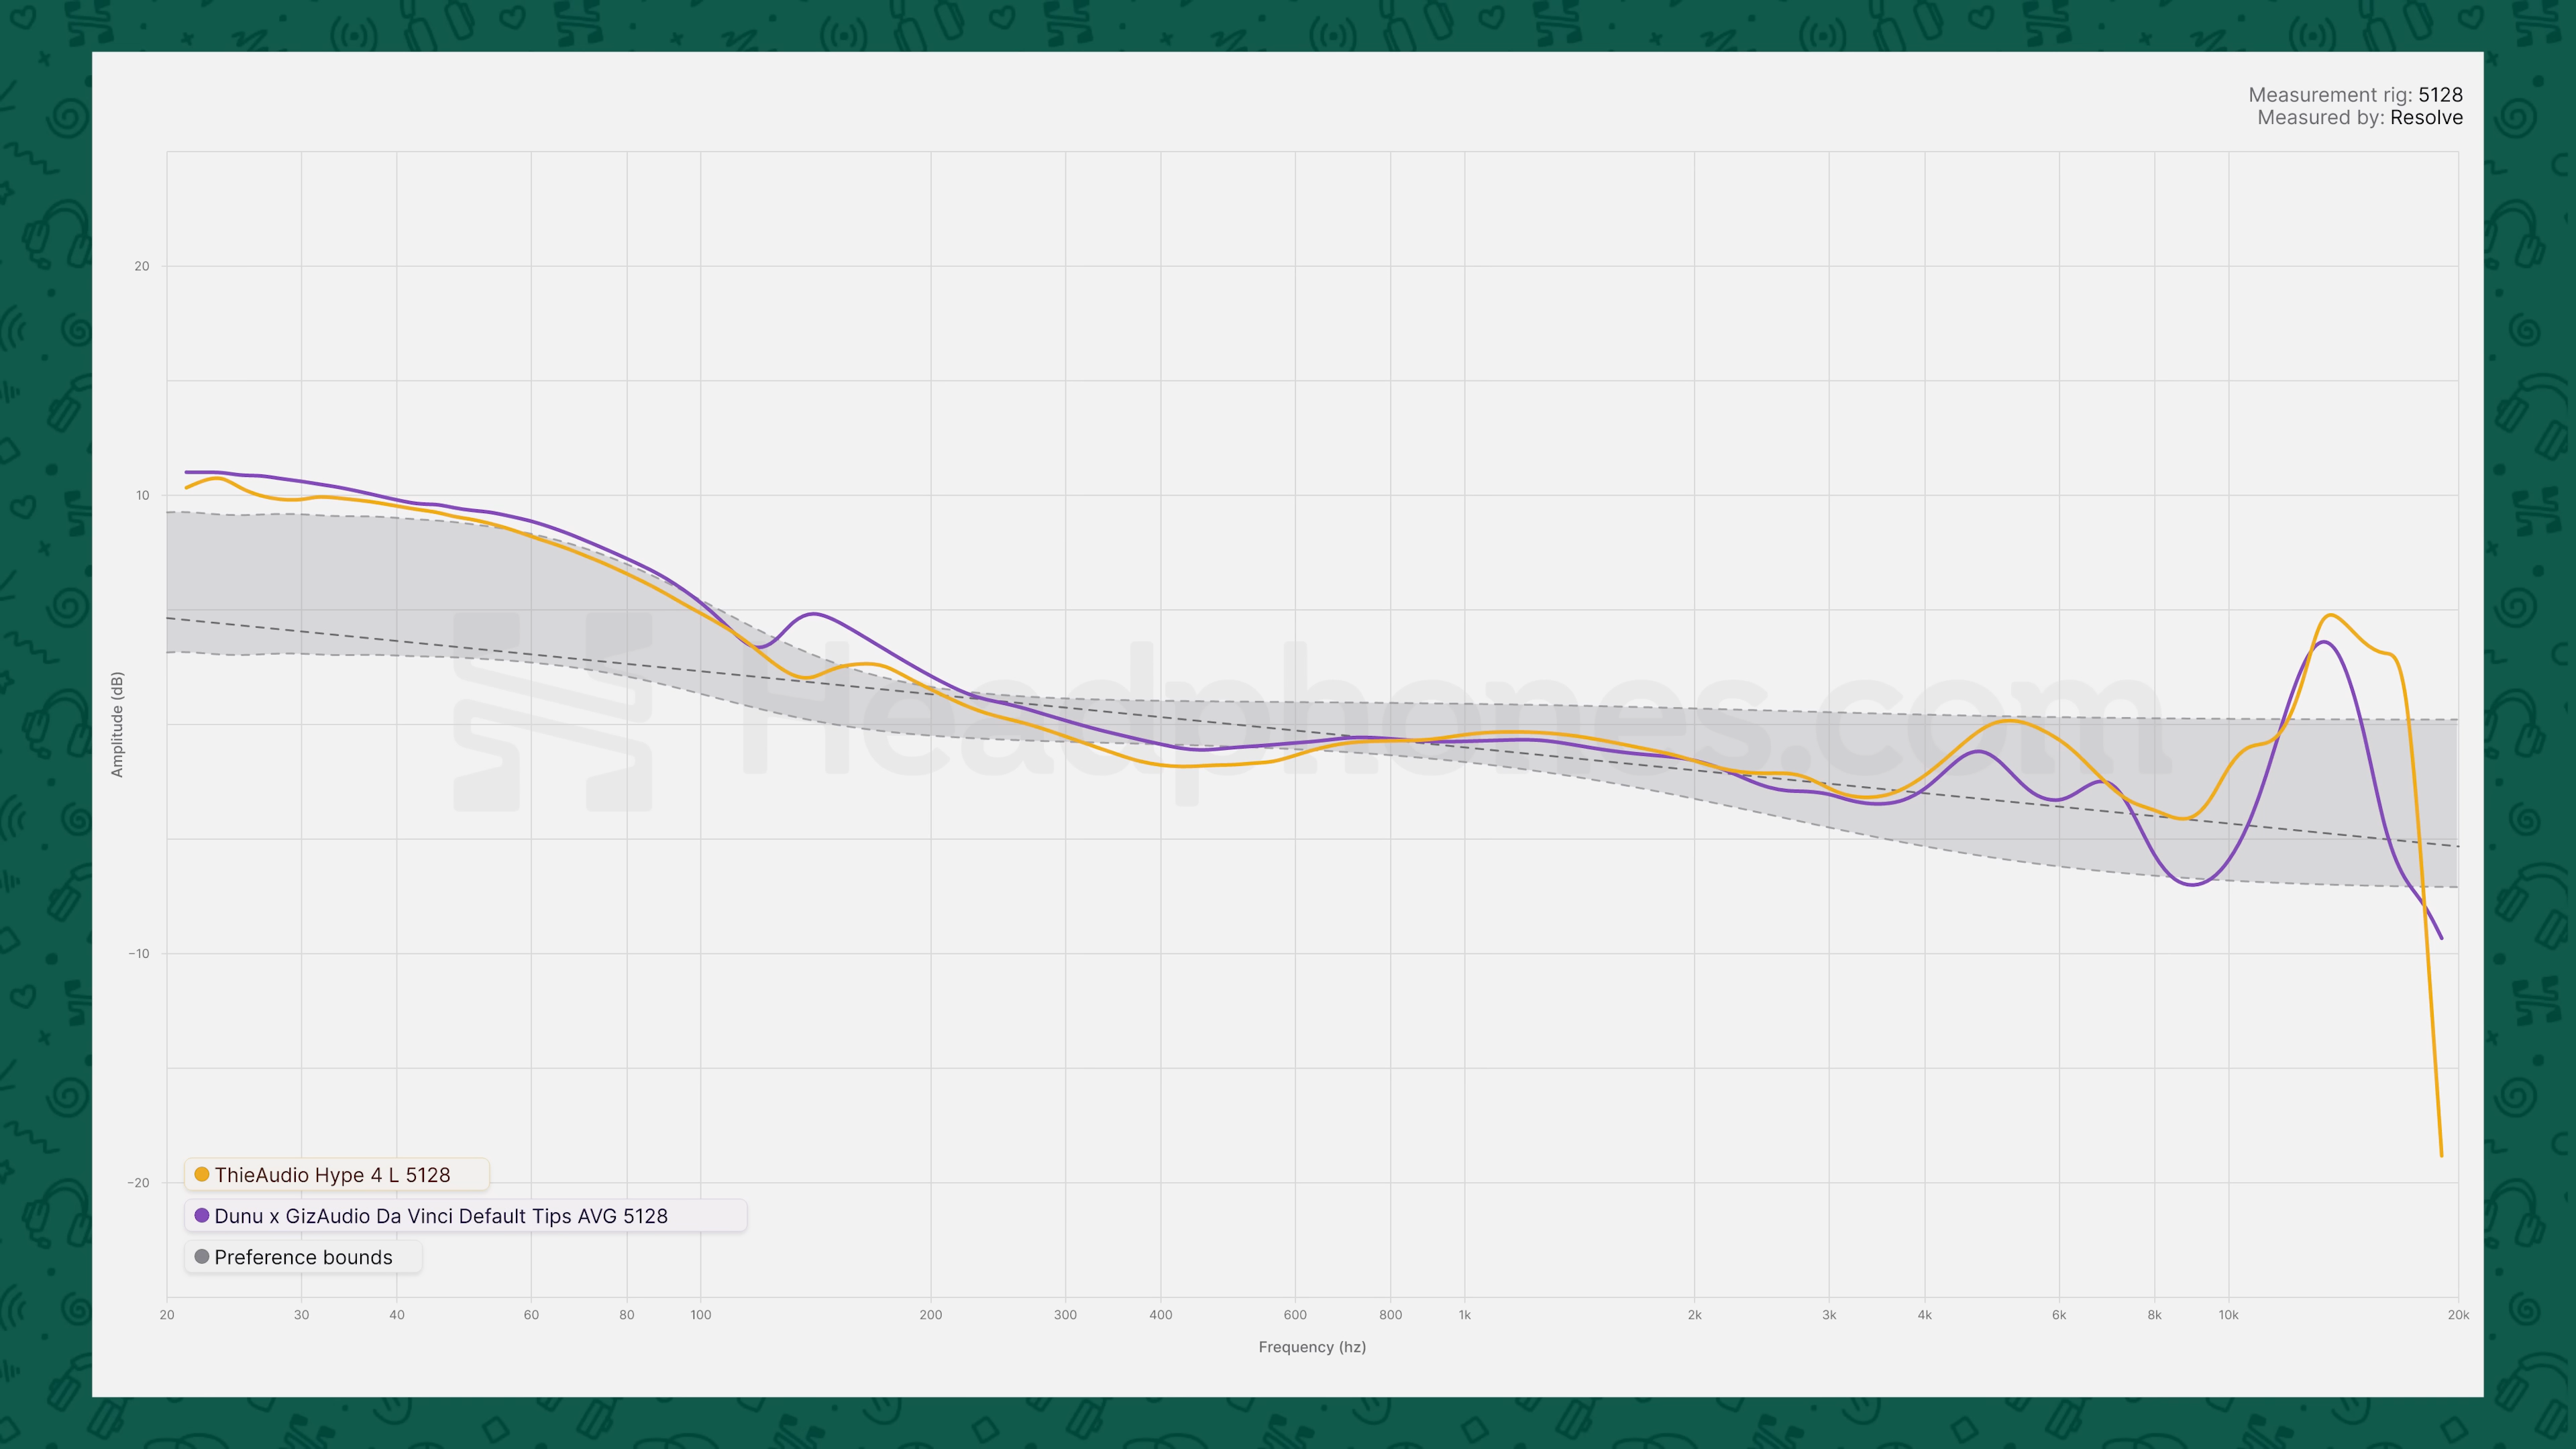 Measurement rig: 5128
Measured by: Resolve
20
10
−10
−20
Amplitude (dB)
Headphones.com
ThieAudio Hype 4 L 5128
Dunu x GizAudio Da Vinci Default Tips AVG 5128
Preference bounds
20 30 40 60 80 100 200 300 400 600 800 1k 2k 3k 4k 6k 8k 10k 20k
Frequency (hz)